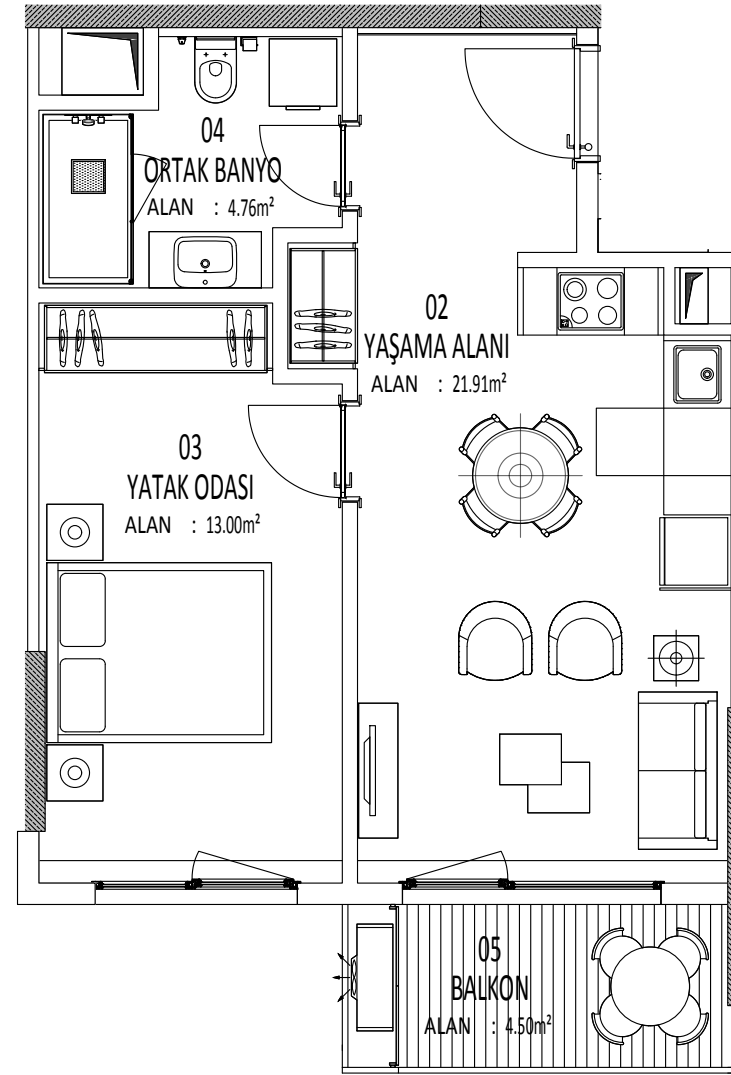 04
ORTAK BANYO
ALAN : 4.76m²
02
YAŞAMA ALANI
ALAN : 21.91m²
03
YATAK ODASI
ALAN : 13.00m²
05
BALKON
ALAN : 4.50m²